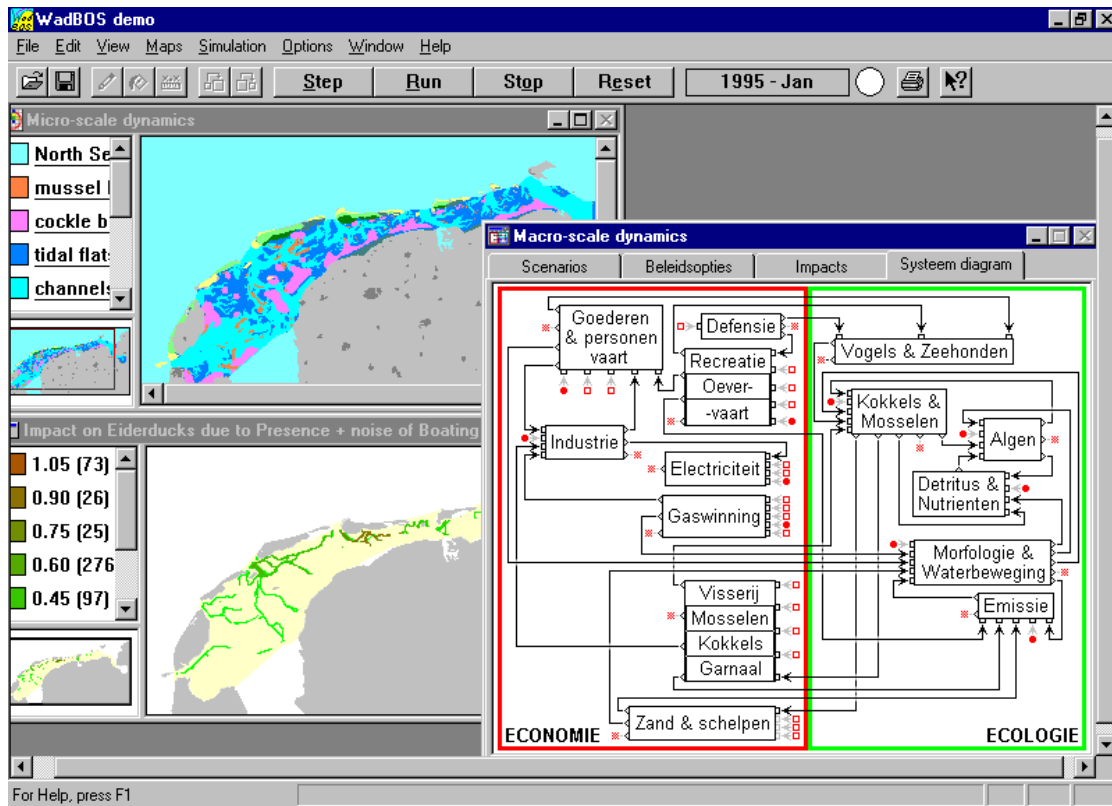 WadBOS demo
File Edit View Maps Simulation Options Window Help
Step Run Stop Reset 1995 - Jan
Micro-scale dynamics
North Se
mussel
cockle b
tidal flat
channels
Impact on Eiderducks due to Presence + noise of Boating
1.05 (73)
0.90 (26)
0.75 (25)
0.60 (276
0.45 (97)
Macro-scale dynamics
Scenarios Beleidsopties Impacts Systeem diagram
Goederen
& personen
vaart
Defensie
Recreatie
Oever-
-vaart
Industrie
Electriciteit
Gaswinning
Visserij
Mosselen
Kokkels
Garnaal
Zand & schelpen
ECONOMIE
Vogels & Zeehonden
Kokkels &
Mosselen
Algen
Detritus &
Nutrienten
Morfologie &
Waterbeweging
Emissie
ECOLOGIE
For Help, press F1